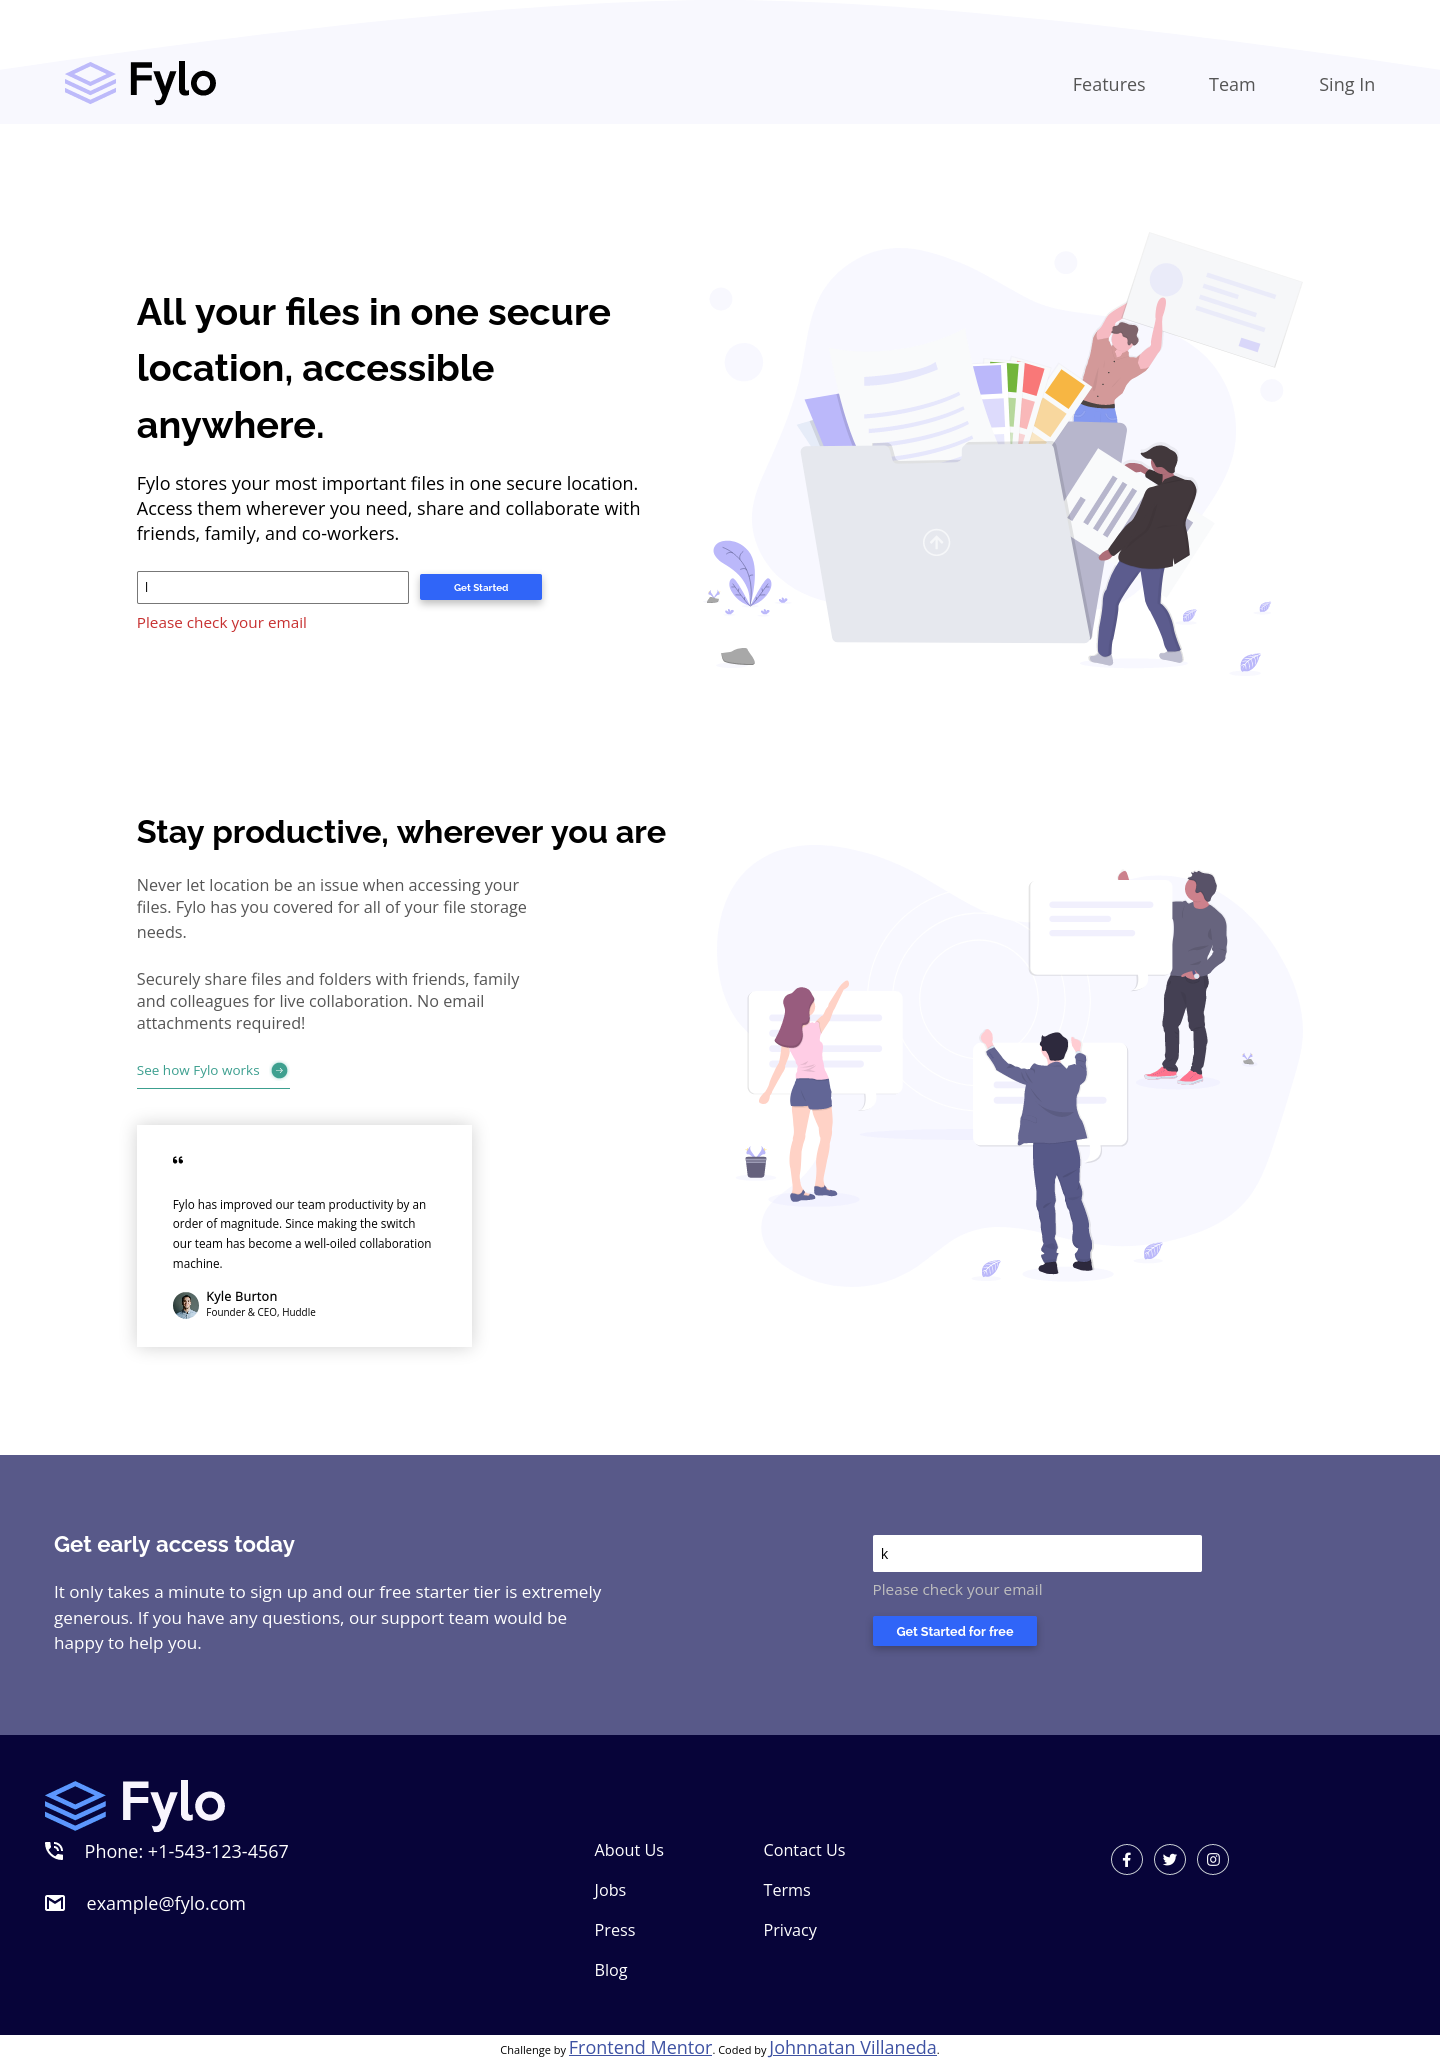 Fylo
Features Team Sing In
All your files in one secure
location, accessible
anywhere.
Fylo stores your most important files in one secure location.
Access them wherever you need, share and collaborate with
friends, family, and co-workers.
l
Get Started
Please check your email
Stay productive, wherever you are
Never let location be an issue when accessing your
files. Fylo has you covered for all of your file storage
needs.
Securely share files and folders with friends, family
and colleagues for live collaboration. No email
attachments required!
See how Fylo works
“
Fylo has improved our team productivity by an
order of magnitude. Since making the switch
our team has become a well-oiled collaboration
machine.
Kyle Burton
Founder & CEO, Huddle
Get early access today
It only takes a minute to sign up and our free starter tier is extremely
generous. If you have any questions, our support team would be
happy to help you.
k
Please check your email
Get Started for free
Fylo
Phone: +1-543-123-4567
example@fylo.com
About Us
Jobs
Press
Blog
Contact Us
Terms
Privacy
Challenge by Frontend Mentor. Coded by Johnnatan Villaneda.